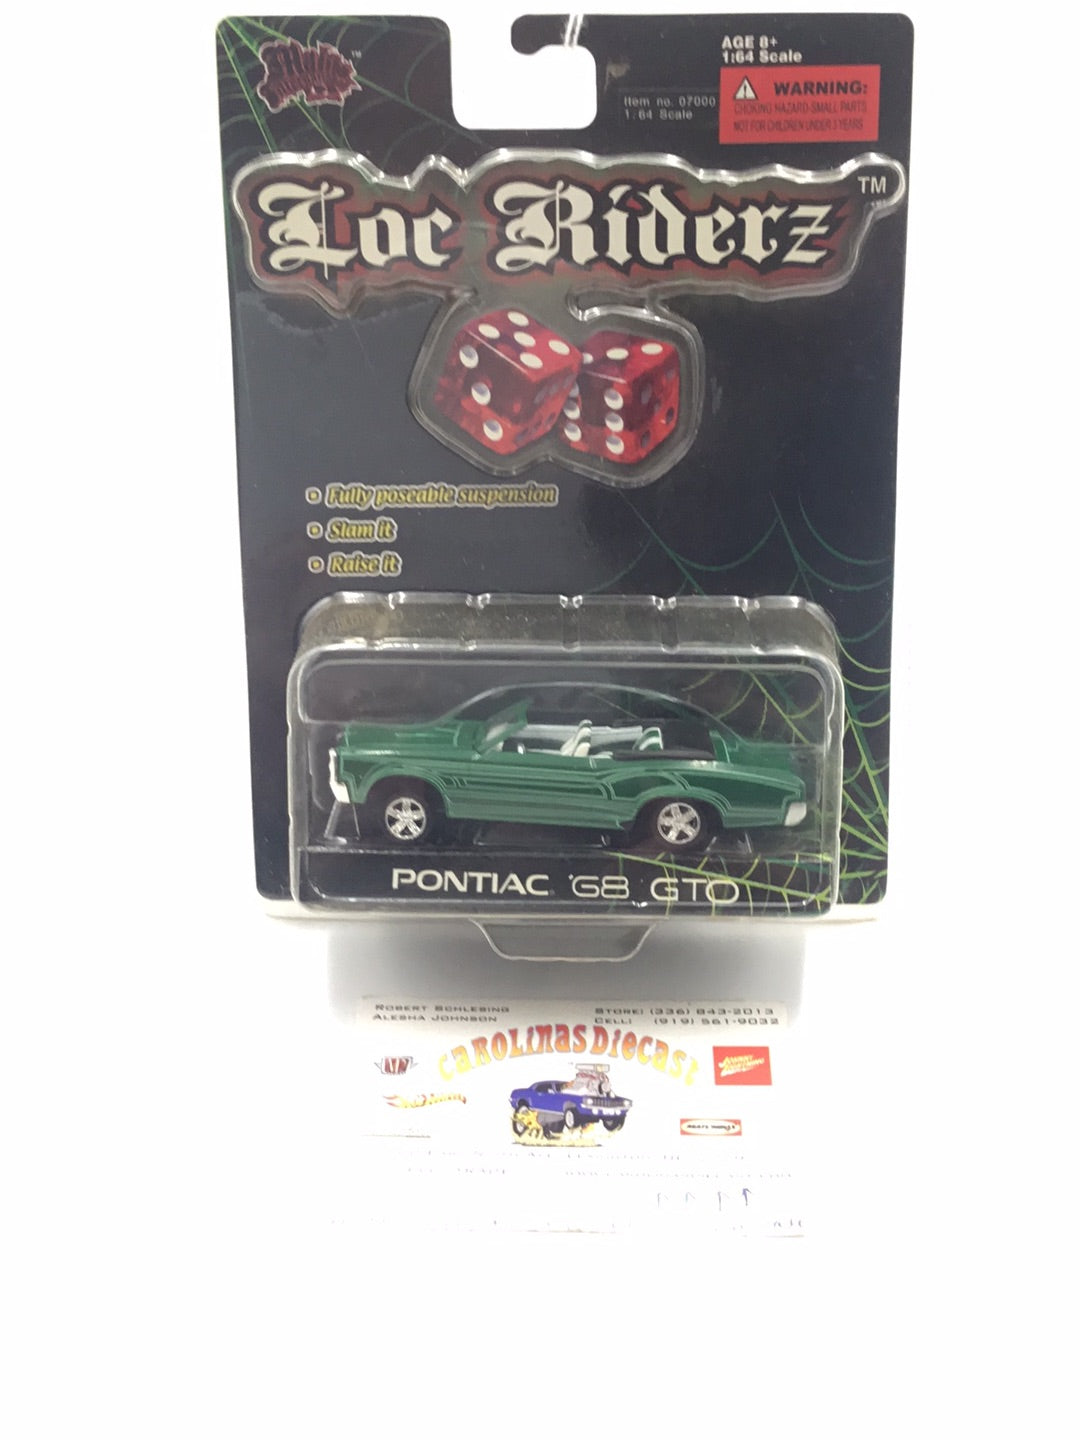 AGE 8+
1:64 Scale
Item no. 07000
1:64 Scale
WARNING:
CHOKING HAZARD-SMALL PARTS
NOT FOR CHILDREN UNDER 3 YEARS
Loc Riderz TM
Fully poseable suspension
Slam it
Raise it
PONTIAC '68 GTO
ROBERT SCHLESING
ALESHA JOHNSON
STORE: (336) 843-2013
CELL: (919) 561-9032
CAROLINAS DIECAST